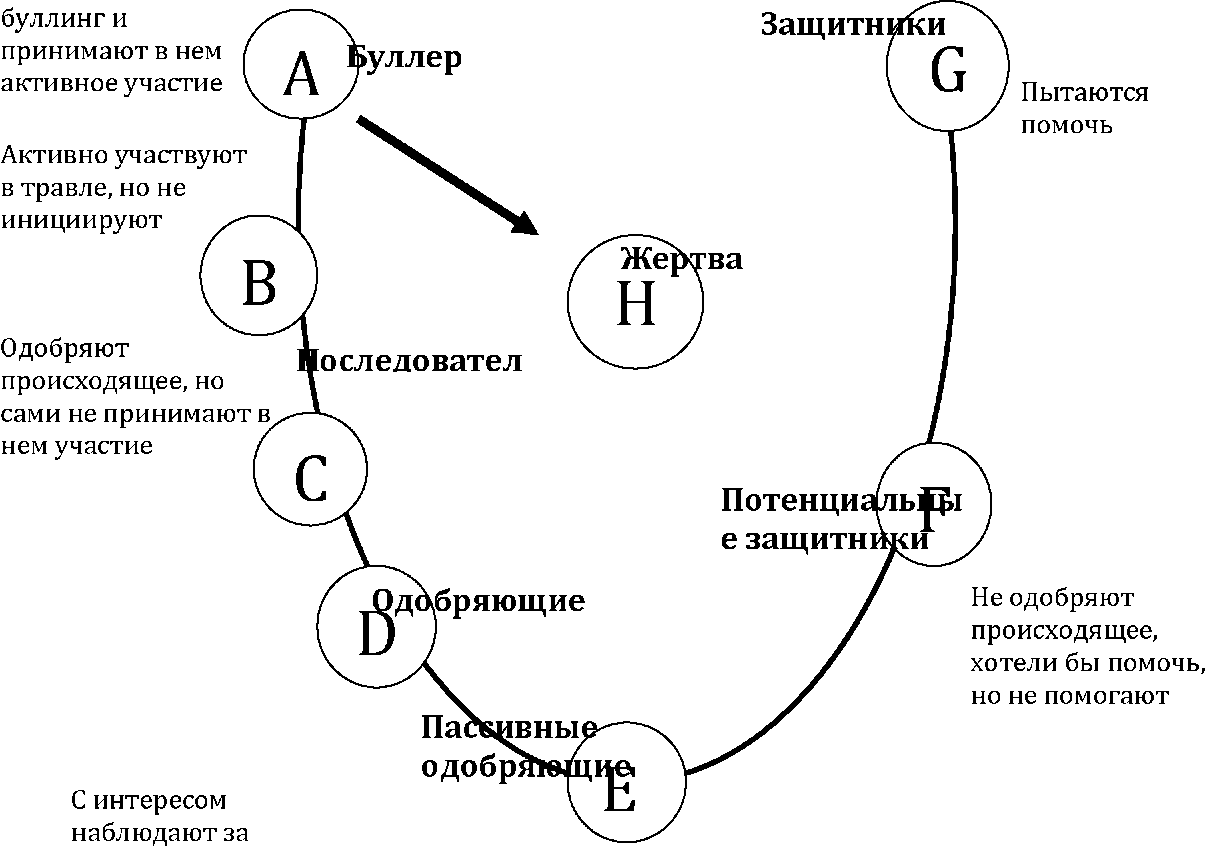 буллинг и
принимают в нем
активное участие
A
Буллер
Защитники
G
Пытаются
помочь
Активно участвуют
в травле, но не
инициируют
B
Жертва
H
Последовател
Одобряют
происходящее, но
сами не принимают в
нем участие
C
Потенциальны
е защитники
F
Одобряющие
D
Не одобряют
происходящее,
хотели бы помочь,
но не помогают
Пассивные
одобряющие
E
С интересом
наблюдают за